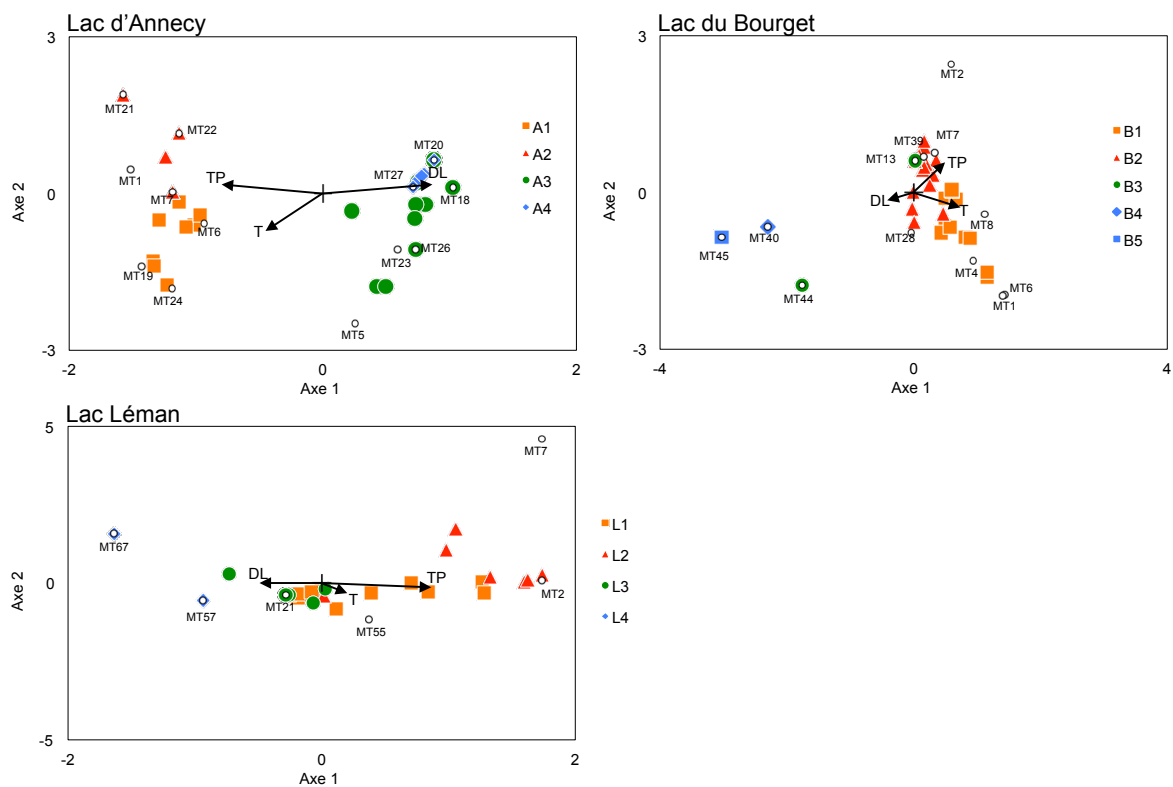 Lac d'Annecy
3
0
-3
Axe 2
-2
0
2
Axe 1
MT21
MT22
MT1
MT7
MT6
MT19
MT24
TP
T
DL
MT20
MT27
MT18
MT26
MT23
MT5
A1
A2
A3
A4
Lac du Bourget
3
0
-3
Axe 2
-4
0
4
Axe 1
MT2
MT39
MT7
MT13
TP
DL
T
MT8
MT28
MT40
MT45
MT4
MT44
MT6
MT1
B1
B2
B3
B4
B5
Lac Léman
5
0
-5
Axe 2
-2
0
2
Axe 1
MT7
MT67
DL
TP
T
MT2
MT21
MT57
MT55
L1
L2
L3
L4